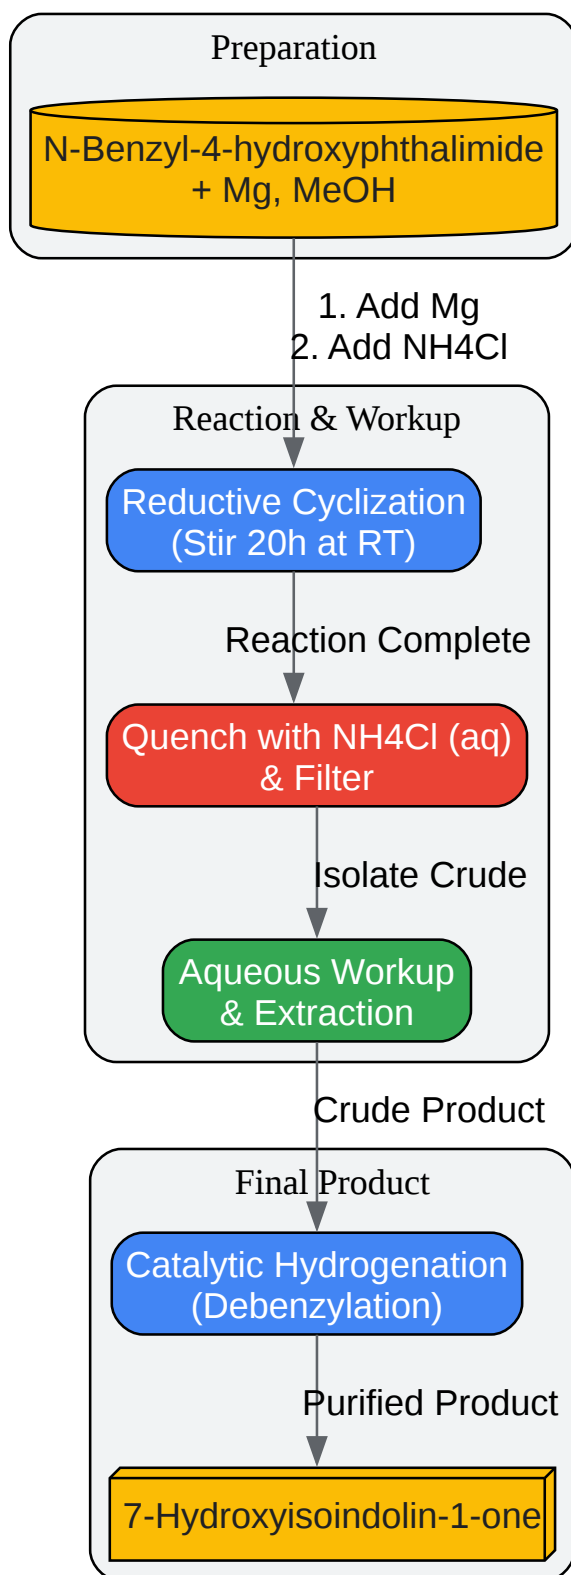 Preparation
N-Benzyl-4-hydroxyphthalimide
+ Mg, MeOH
1. Add Mg
2. Add NH4Cl
Reaction & Workup
Reductive Cyclization
(Stir 20h at RT)
Reaction Complete
Quench with NH4Cl (aq)
& Filter
Isolate Crude
Aqueous Workup
& Extraction
Crude Product
Final Product
Catalytic Hydrogenation
(Debenzylation)
Purified Product
7-Hydroxyisoindolin-1-one